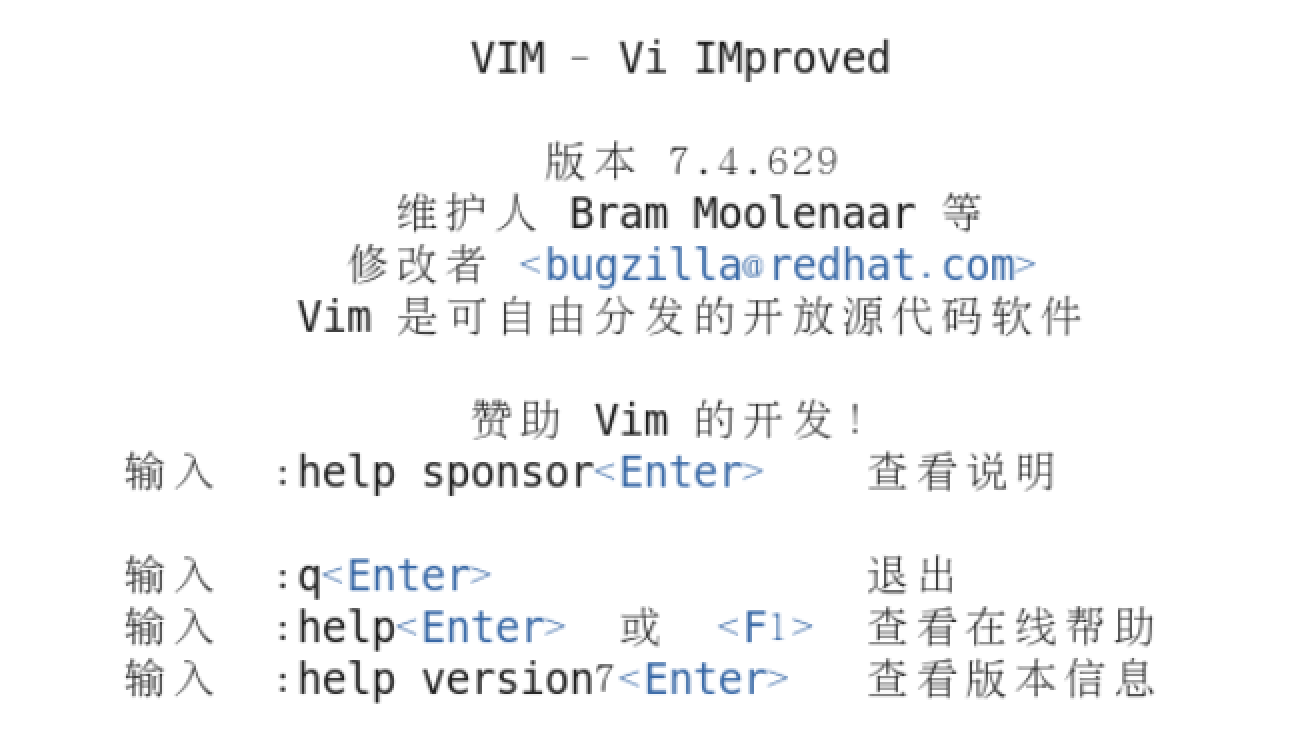 VIM - Vi IMproved
版本 7.4.629
维护人 Bram Moolenaar 等
修改者 <bugzilla@redhat.com>
Vim 是可自由分发的开放源代码软件
赞助 Vim 的开发!
输入 :help sponsor<Enter> 查看说明
输入 :q<Enter> 退出
输入 :help<Enter> 或 <F1> 查看在线帮助
输入 :help version7<Enter> 查看版本信息